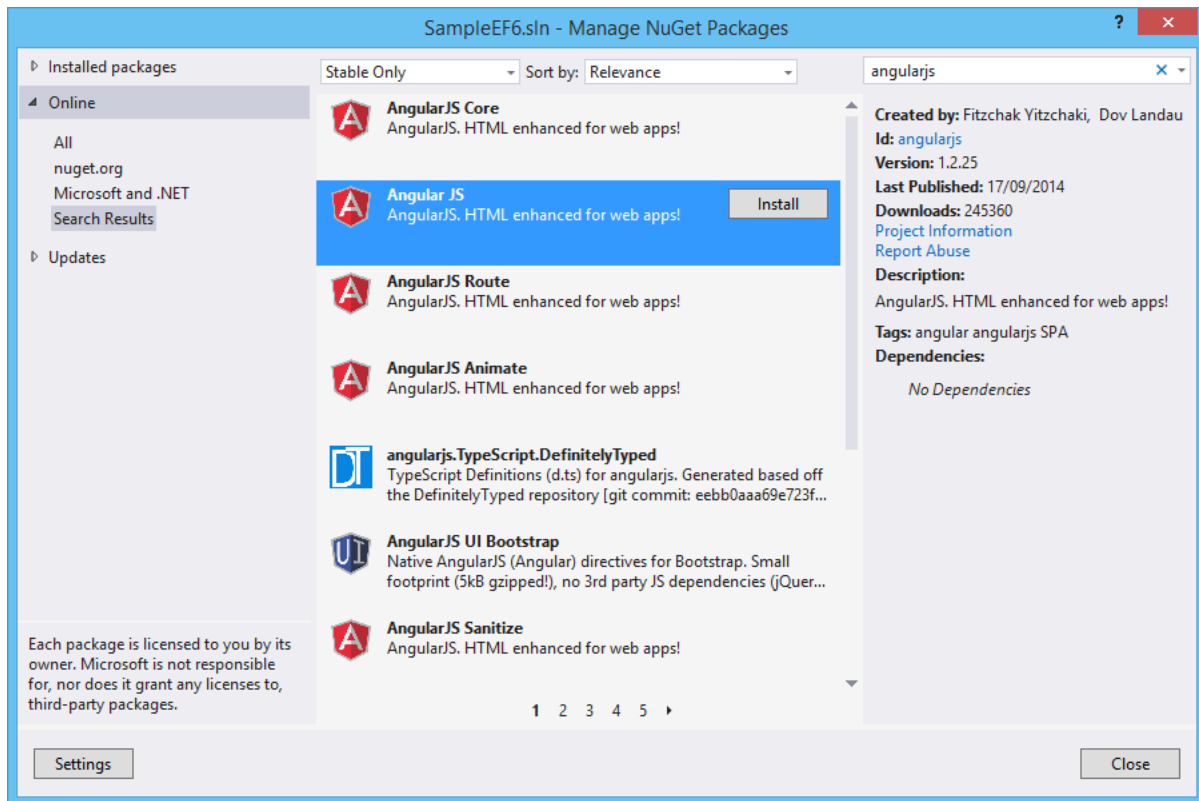 SampleEF6.sln - Manage NuGet Packages
?
Installed packages
Online
All
nuget.org
Microsoft and .NET
Search Results
Updates
Each package is licensed to you by its
owner. Microsoft is not responsible
for, nor does it grant any licenses to,
third-party packages.
Stable Only
Sort by: Relevance
AngularJS Core
AngularJS. HTML enhanced for web apps!
Angular JS
AngularJS. HTML enhanced for web apps!
Install
AngularJS Route
AngularJS. HTML enhanced for web apps!
AngularJS Animate
AngularJS. HTML enhanced for web apps!
DT
angularjs.TypeScript.DefinitelyTyped
TypeScript Definitions (d.ts) for angularjs. Generated based off
the DefinitelyTyped repository [git commit: eebb0aaa69e723f...
UI
AngularJS UI Bootstrap
Native AngularJS (Angular) directives for Bootstrap. Small
footprint (5kB gzipped!), no 3rd party JS dependencies (jQuer...
AngularJS Sanitize
AngularJS. HTML enhanced for web apps!
1 2 3 4 5
angularjs
Created by: Fitzchak Yitzchaki, Dov Landau
Id: angularjs
Version: 1.2.25
Last Published: 17/09/2014
Downloads: 245360
Project Information
Report Abuse
Description:
AngularJS. HTML enhanced for web apps!
Tags: angular angularjs SPA
Dependencies:
No Dependencies
Settings
Close